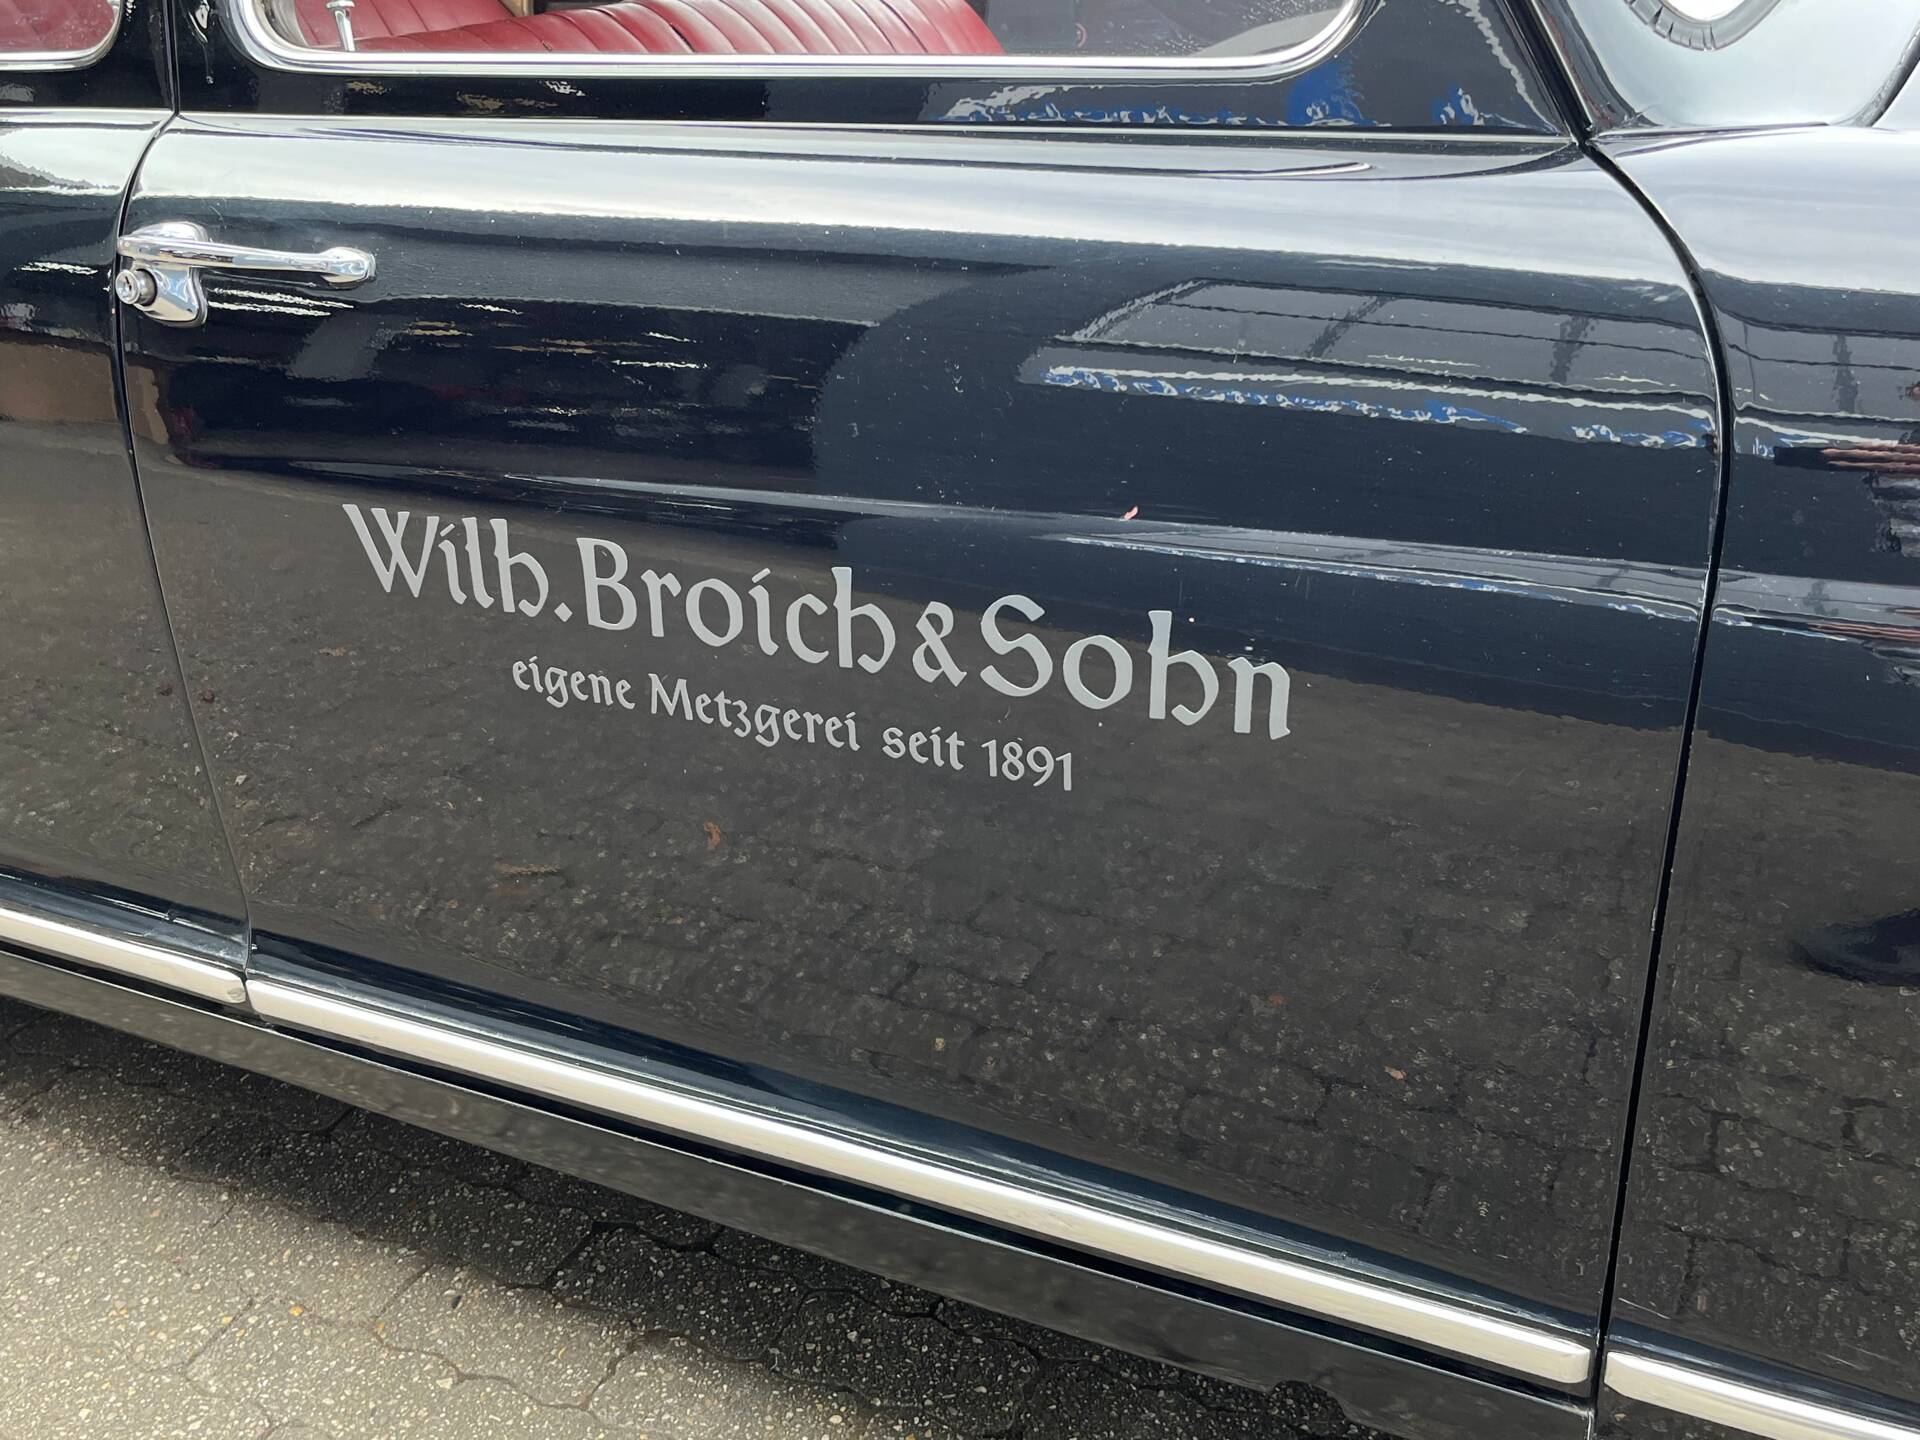 Wilh. Broich & Sohn
eigene Metzgerei seit 1891